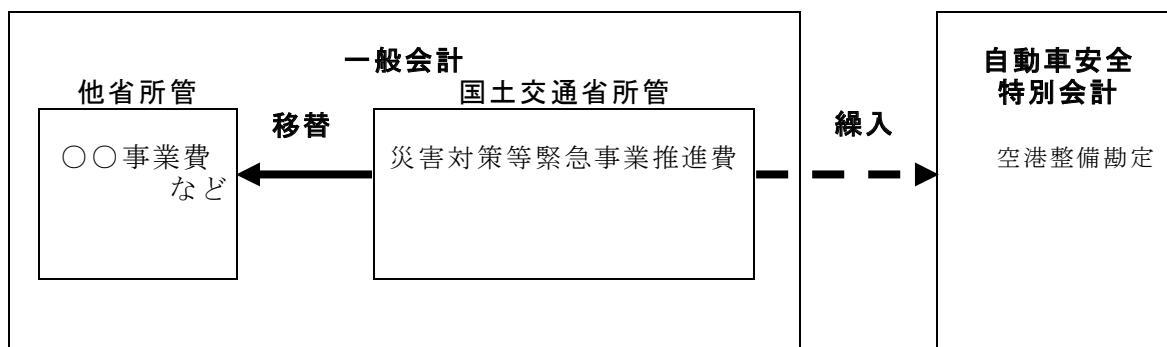 一般会計
他省所管
○○事業費
など
移替
国土交通省所管
災害対策等緊急事業推進費
繰入
自動車安全
特別会計
空港整備勘定